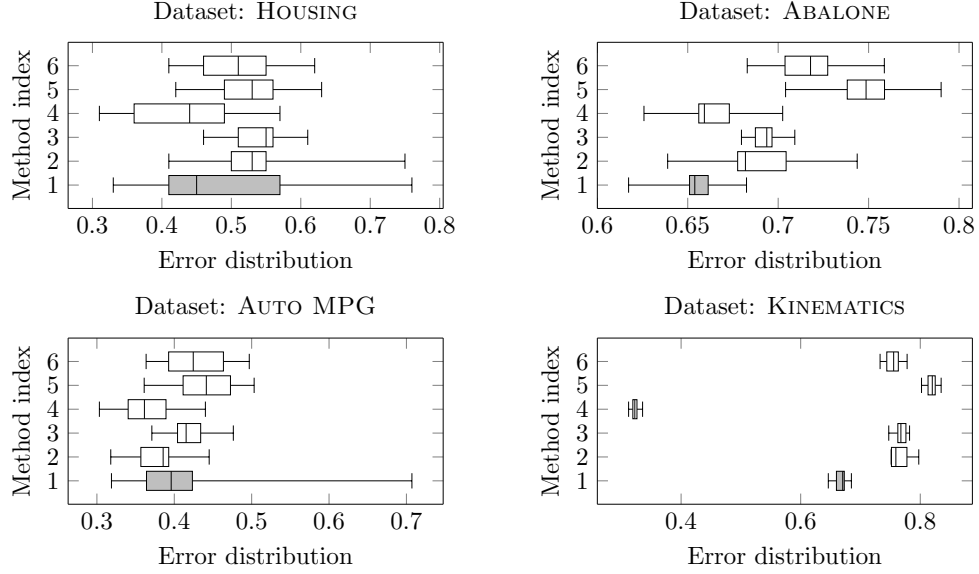 Dataset: HOUSING
Method index
6
5
4
3
2
1
0.3 0.4 0.5 0.6 0.7 0.8
Error distribution
Dataset: ABALONE
Method index
6
5
4
3
2
1
0.6 0.65 0.7 0.75 0.8
Error distribution
Dataset: AUTO MPG
Method index
6
5
4
3
2
1
0.3 0.4 0.5 0.6 0.7
Error distribution
Dataset: KINEMATICS
Method index
6
5
4
3
2
1
0.4 0.6 0.8
Error distribution